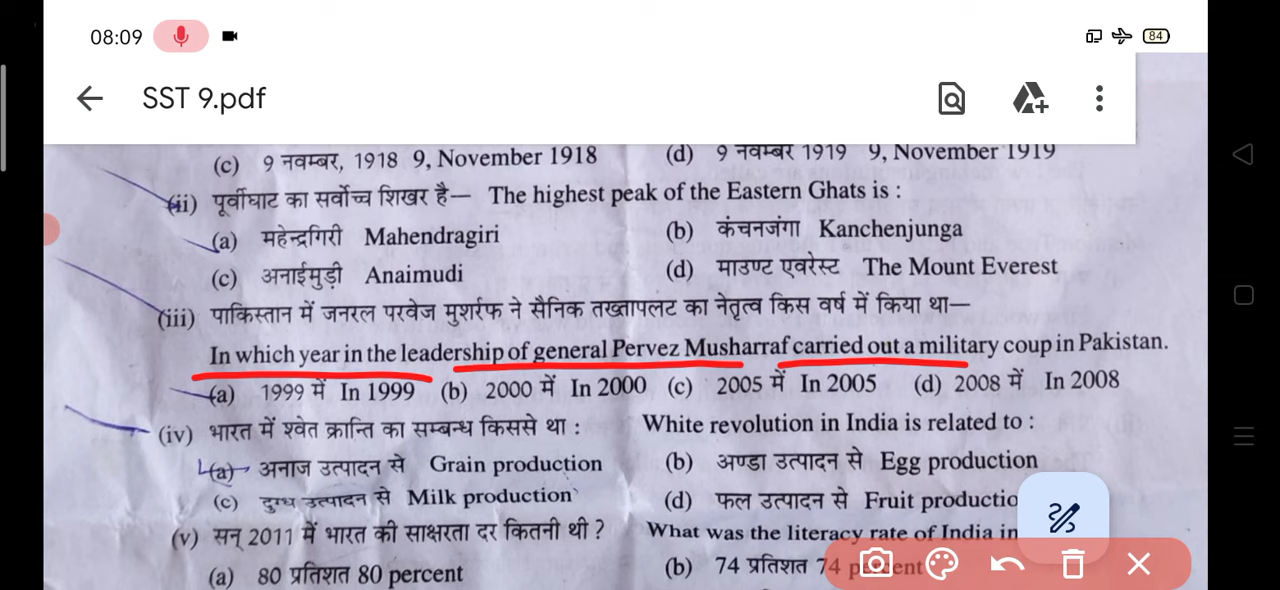 08:09
84
SST 9.pdf
(c) 9 नवम्बर, 1918 9, November 1918 (d) 9 नवम्बर 1919 9, November 1919
(ii) पूर्वीघाट का सर्वोच्च शिखर है— The highest peak of the Eastern Ghats is :
(a) महेन्द्रगिरी Mahendragiri (b) कंचनजंगा Kanchenjunga
(c) अनाईमुड़ी Anaimudi (d) माउण्ट एवरेस्ट The Mount Everest
(iii) पाकिस्तान में जनरल परवेज मुशर्रफ ने सैनिक तख्तापलट का नेतृत्व किस वर्ष में किया था—
In which year in the leadership of general Pervez Musharraf carried out a military coup in Pakistan.
(a) 1999 में In 1999 (b) 2000 में In 2000 (c) 2005 में In 2005 (d) 2008 में In 2008
(iv) भारत में श्वेत क्रान्ति का सम्बन्ध किससे था : White revolution in India is related to :
(a) अनाज उत्पादन से Grain production (b) अण्डा उत्पादन से Egg production
(c) दुग्ध उत्पादन से Milk production (d) फल उत्पादन से Fruit productio
(v) सन् 2011 में भारत की साक्षरता दर कितनी थी ? What was the literacy rate of India in
(a) 80 प्रतिशत 80 percent (b) 74 प्रतिशत 74 percent